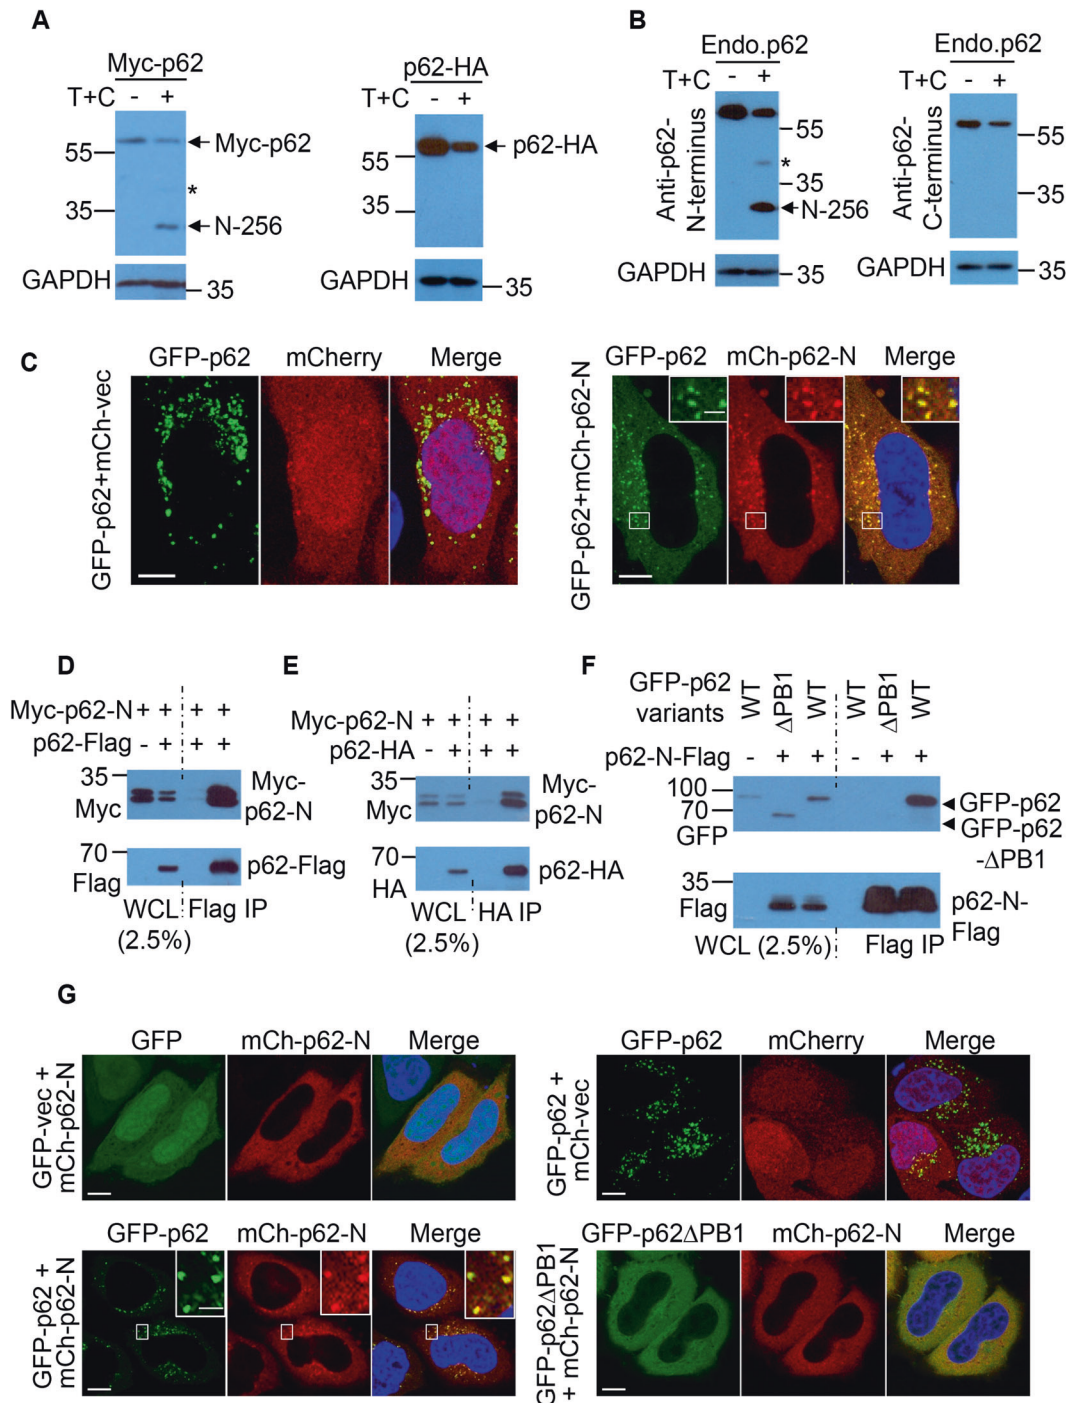 A
Myc-p62
T+C - +
55
35
Myc-p62
*
N-256
GAPDH
35
p62-HA
T+C - +
55
35
p62-HA
35
B
Endo.p62
T+C - +
Anti-p62-
N-terminus
55
*
35
N-256
GAPDH
35
Endo.p62
T+C - +
Anti-p62-
C-terminus
55
35
GAPDH
35
C
GFP-p62 mCherry Merge
GFP-p62+mCh-vec
GFP-p62 mCh-p62-N Merge
GFP-p62+mCh-p62-N
D
Myc-p62-N + + + +
p62-Flag - + + +
35
Myc
Myc-
p62-N
70
Flag
p62-Flag
WCL Flag IP
(2.5%)
E
Myc-p62-N + + + +
p62-HA - + + +
35
Myc
Myc-
p62-N
70
HA
p62-HA
WCL HA IP
(2.5%)
F
GFP-p62
variants
WT ΔPB1 WT WT ΔPB1 WT
p62-N-Flag - + + - + +
100
70
GFP
GFP-p62
GFP-p62
-ΔPB1
35
Flag
p62-N-
Flag
WCL (2.5%) Flag IP
G
GFP mCh-p62-N Merge
GFP-vec +
mCh-p62-N
GFP-p62 mCherry Merge
GFP-p62 +
mCh-vec
GFP-p62 mCh-p62-N Merge
GFP-p62 +
mCh-p62-N
GFP-p62ΔPB1 mCh-p62-N Merge
GFP-p62ΔPB1
+ mCh-p62-N